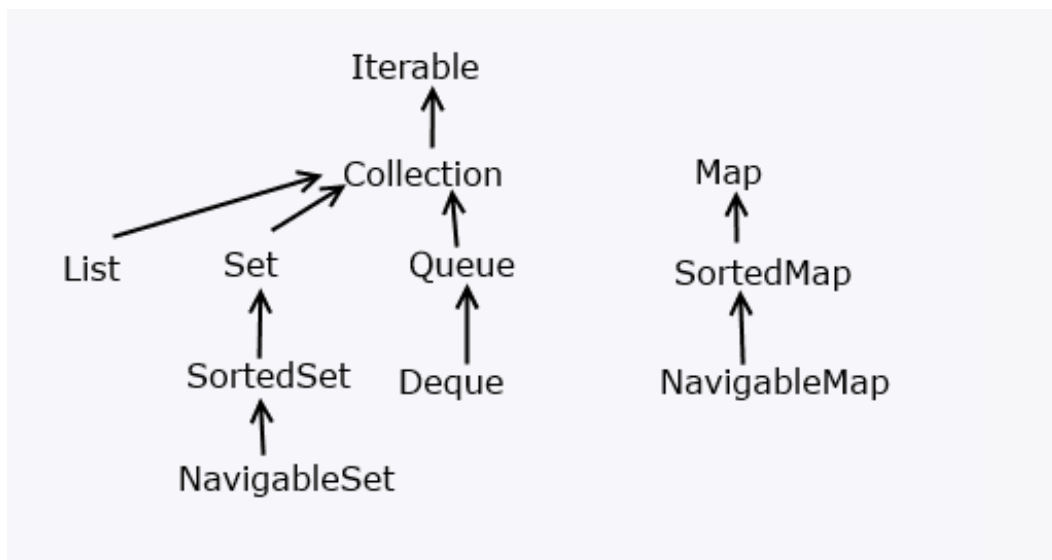 Iterable
Collection
Map
List
Set
Queue
SortedMap
SortedSet
Deque
NavigableMap
NavigableSet